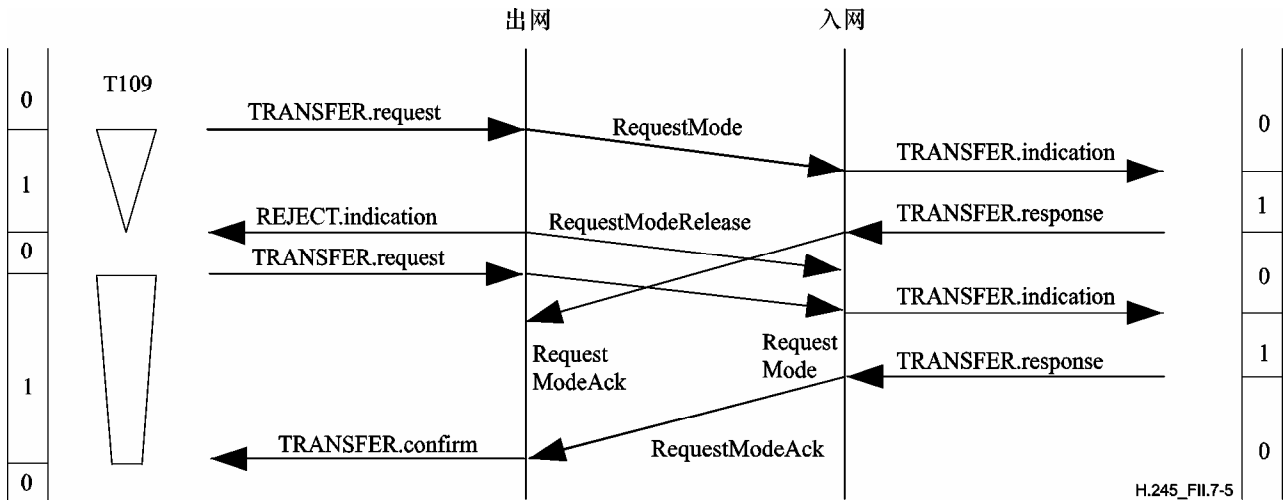 出网
入网
T109
0
TRANSFER.request
RequestMode
0
TRANSFER.indication
1
REJECT.indication
RequestModeRelease
TRANSFER.response
1
0
TRANSFER.request
0
TRANSFER.indication
Request
ModeAck
Request
Mode
TRANSFER.response
1
1
TRANSFER.confirm
RequestModeAck
0
0
H.245_FII.7-5